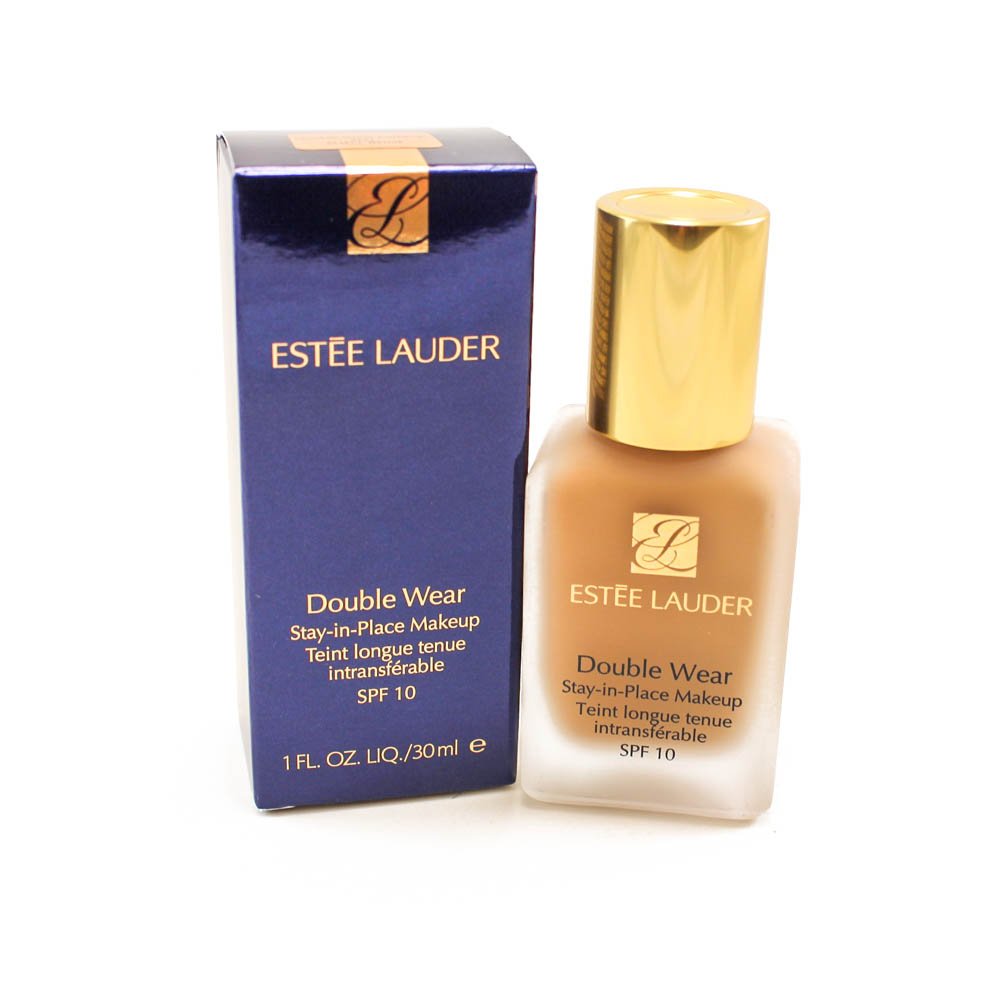 ESTĒE LAUDER
Double Wear
Stay-in-Place Makeup
Teint longue tenue
intransférable
SPF 10
1 FL. OZ. LIQ./30ml e
ESTĒE LAUDER
Double Wear
Stay-in-Place Makeup
Teint longue tenue
intransférable
SPF 10